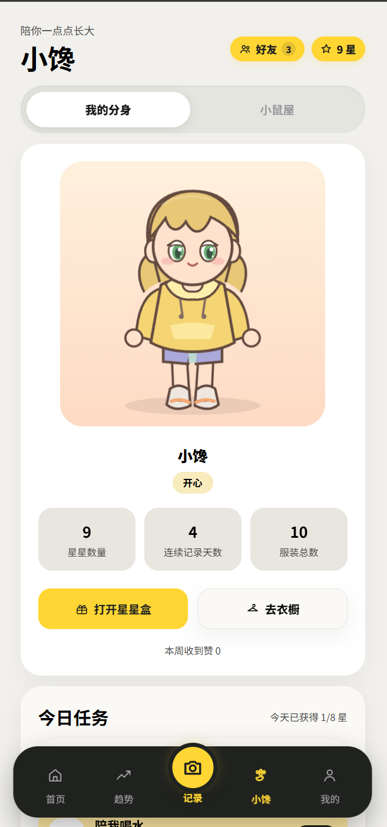 陪你一点点长大
小馋
好友 3
9 星
我的分身
小鼠屋
小馋
开心
9
星星数量
4
连续记录天数
10
服装总数
打开星星盒
去衣橱
本周收到赞 0
今日任务
今天已获得 1/8 星
陪我喝水
首页
趋势
记录
小馋
我的